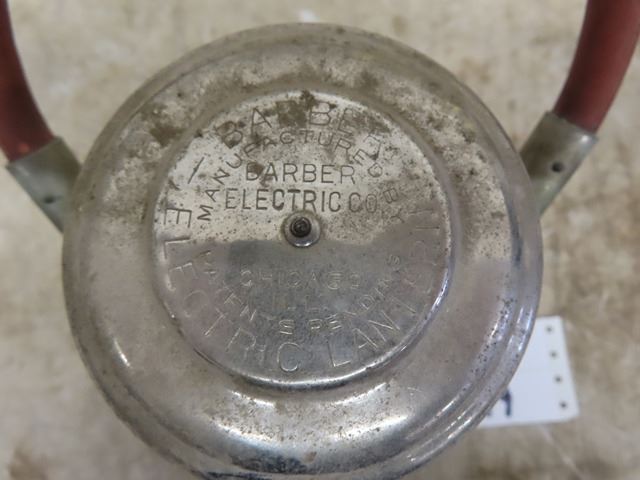 BARBER
ELECTRIC LANTERN
MANUFACTURED BY
BARBER
ELECTRIC CO.
CHICAGO
ILL.
PATENTS PENDING